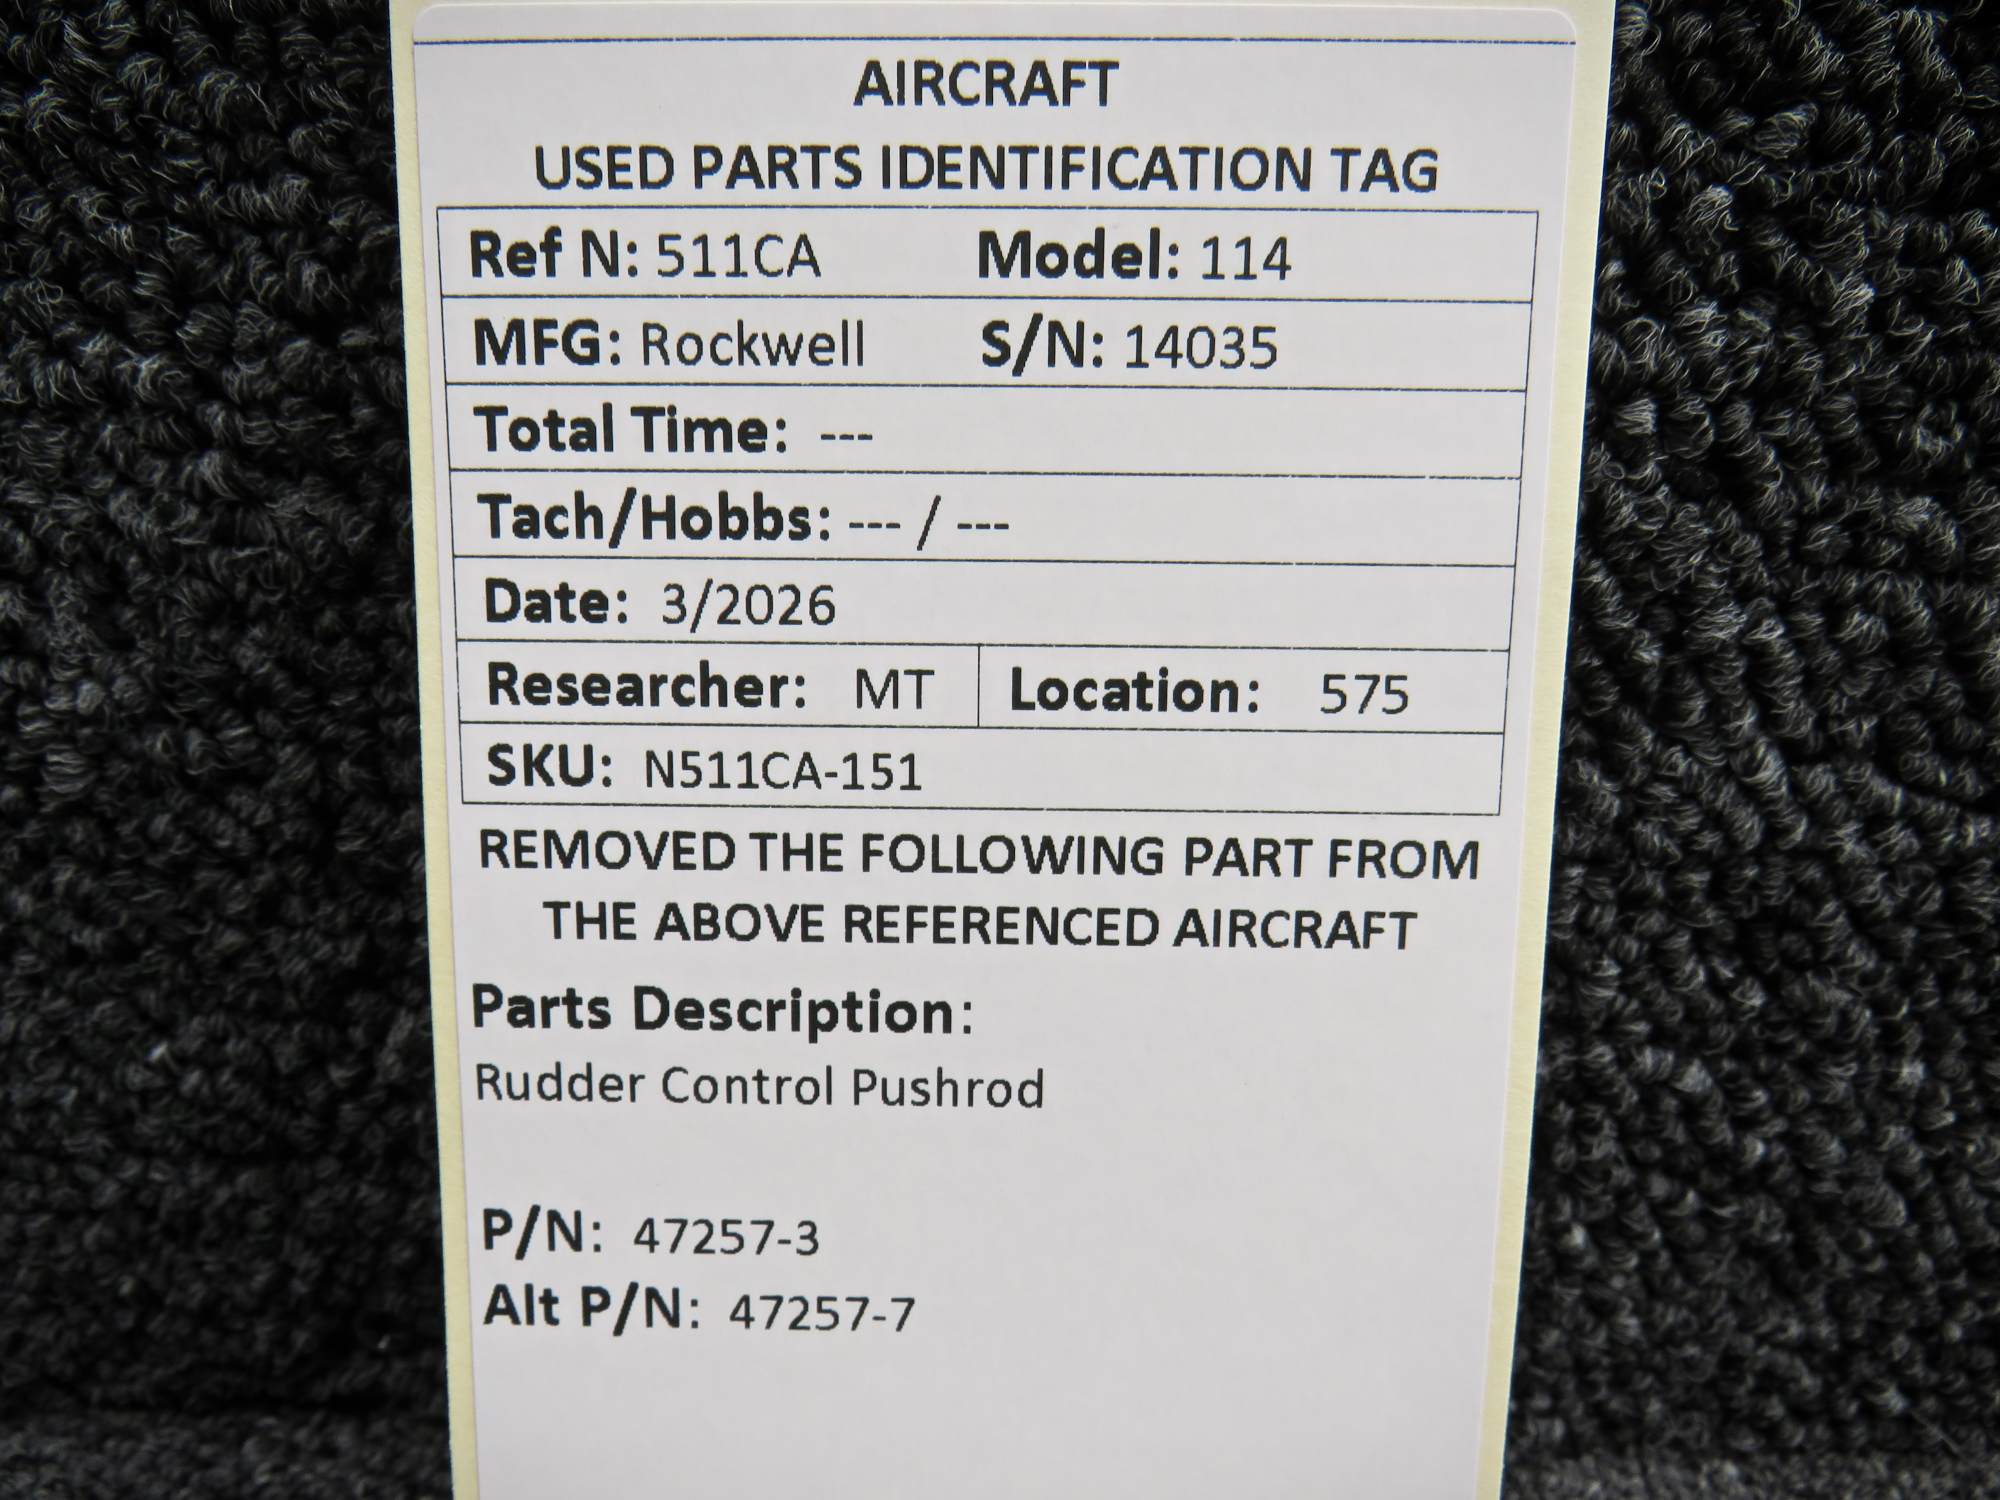 AIRCRAFT
USED PARTS IDENTIFICATION TAG
Ref N: 511CA Model: 114
MFG: Rockwell S/N: 14035
Total Time: ---
Tach/Hobbs: --- / ---
Date: 3/2026
Researcher: MT Location: 575
SKU: N511CA-151
REMOVED THE FOLLOWING PART FROM
THE ABOVE REFERENCED AIRCRAFT
Parts Description:
Rudder Control Pushrod
P/N: 47257-3
Alt P/N: 47257-7